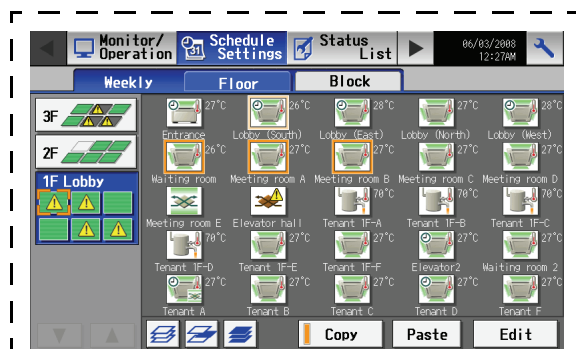 Monitor/
Operation
Schedule
Settings
Status
List
06/03/2008
12:27AM
Weekly
Floor
Block
3F
2F
1F Lobby
27°C 26°C 28°C 27°C 28°C
Entrance Lobby (South) Lobby (East) Lobby (North) Lobby (West)
26°C 27°C 27°C 27°C 27°C
Waiting room Meeting room A Meeting room B Meeting room C Meeting room D
70°C 70°C 70°C
Meeting room E Elevator hall Tenant 1F-A Tenant 1F-B Tenant 1F-C
70°C 27°C 27°C 27°C 27°C
Tenant 1F-D Tenant 1F-E Tenant 1F-F Elevator2 Waiting room 2
27°C 27°C 27°C 27°C 27°C
Tenant A Tenant B Tenant C Tenant D Tenant F
Copy
Paste
Edit